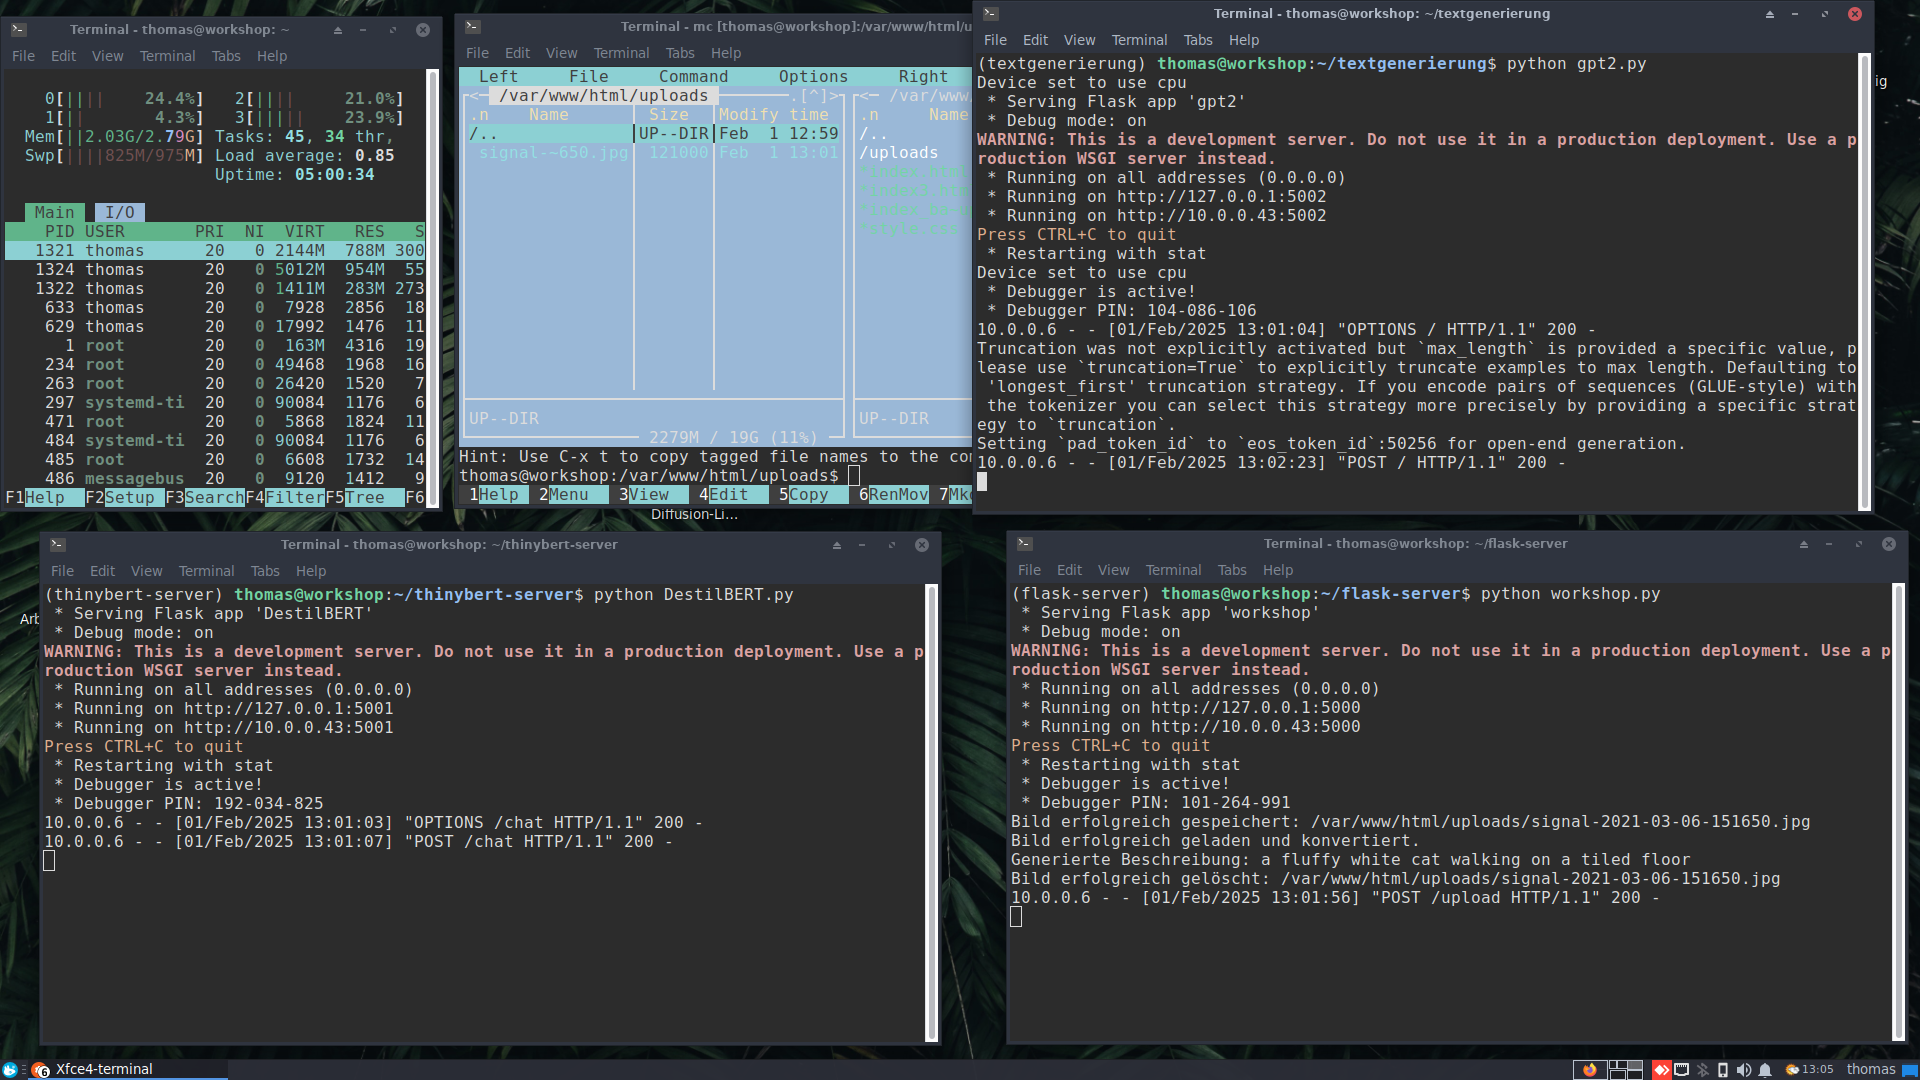 Terminal - thomas@workshop: ~
File Edit View Terminal Tabs Help
0[|||| 24.4%] 2[|||| 21.0%]
1[|| 4.3%] 3[||||| 23.9%]
Mem[||2.03G/2.79G] Tasks: 45, 34 thr,
Swp[||||825M/975M] Load average: 0.85
Uptime: 05:00:34
Main I/O
PID USER PRI NI VIRT RES S
1321 thomas 20 0 2144M 788M 300
1324 thomas 20 0 5012M 954M 55
1322 thomas 20 0 1411M 283M 273
633 thomas 20 0 7928 2856 18
629 thomas 20 0 17992 1476 11
1 root 20 0 163M 4316 19
234 root 20 0 49468 1968 16
263 root 20 0 26420 1520 7
297 systemd-ti 20 0 90084 1176 6
471 root 20 0 5868 1824 11
484 systemd-ti 20 0 90084 1176 6
485 root 20 0 6608 1732 14
486 messagebus 20 0 9120 1412 9
F1Help F2Setup F3Search F4Filter F5Tree F6
Terminal - mc [thomas@workshop]:/var/www/html/u
File Edit View Terminal Tabs Help
Left File Command Options Right
<─ /var/www/html/uploads .[^]> <─ /var/www
.n Name Size Modify time .n Name
/.. UP--DIR Feb 1 12:59 /..
signal-~650.jpg 121000 Feb 1 13:01 /uploads
UP--DIR UP--DIR
2279M / 19G (11%)
Hint: Use C-x t to copy tagged file names to the co
thomas@workshop:/var/www/html/uploads$
1Help 2Menu 3View 4Edit 5Copy 6RenMov 7Mk
Diffusion-Li...
Terminal - thomas@workshop: ~/textgenerierung
File Edit View Terminal Tabs Help
(textgenerierung) thomas@workshop:~/textgenerierung$ python gpt2.py
Device set to use cpu
* Serving Flask app 'gpt2'
* Debug mode: on
WARNING: This is a development server. Do not use it in a production deployment. Use a p
roduction WSGI server instead.
* Running on all addresses (0.0.0.0)
* Running on http://127.0.0.1:5002
* Running on http://10.0.0.43:5002
Press CTRL+C to quit
* Restarting with stat
Device set to use cpu
* Debugger is active!
* Debugger PIN: 104-086-106
10.0.0.6 - - [01/Feb/2025 13:01:04] "OPTIONS / HTTP/1.1" 200 -
Truncation was not explicitly activated but `max_length` is provided a specific value, p
lease use `truncation=True` to explicitly truncate examples to max length. Defaulting to
'longest_first' truncation strategy. If you encode pairs of sequences (GLUE-style) with
the tokenizer you can select this strategy more precisely by providing a specific strat
egy to `truncation`.
Setting `pad_token_id` to `eos_token_id`:50256 for open-end generation.
10.0.0.6 - - [01/Feb/2025 13:02:23] "POST / HTTP/1.1" 200 -
ig
Arb
Terminal - thomas@workshop: ~/thinybert-server
File Edit View Terminal Tabs Help
(thinybert-server) thomas@workshop:~/thinybert-server$ python DestilBERT.py
* Serving Flask app 'DestilBERT'
* Debug mode: on
WARNING: This is a development server. Do not use it in a production deployment. Use a p
roduction WSGI server instead.
* Running on all addresses (0.0.0.0)
* Running on http://127.0.0.1:5001
* Running on http://10.0.0.43:5001
Press CTRL+C to quit
* Restarting with stat
* Debugger is active!
* Debugger PIN: 192-034-825
10.0.0.6 - - [01/Feb/2025 13:01:03] "OPTIONS /chat HTTP/1.1" 200 -
10.0.0.6 - - [01/Feb/2025 13:01:07] "POST /chat HTTP/1.1" 200 -
Terminal - thomas@workshop: ~/flask-server
File Edit View Terminal Tabs Help
(flask-server) thomas@workshop:~/flask-server$ python workshop.py
* Serving Flask app 'workshop'
* Debug mode: on
WARNING: This is a development server. Do not use it in a production deployment. Use a p
roduction WSGI server instead.
* Running on all addresses (0.0.0.0)
* Running on http://127.0.0.1:5000
* Running on http://10.0.0.43:5000
Press CTRL+C to quit
* Restarting with stat
* Debugger is active!
* Debugger PIN: 101-264-991
Bild erfolgreich gespeichert: /var/www/html/uploads/signal-2021-03-06-151650.jpg
Bild erfolgreich geladen und konvertiert.
Generierte Beschreibung: a fluffy white cat walking on a tiled floor
Bild erfolgreich gelöscht: /var/www/html/uploads/signal-2021-03-06-151650.jpg
10.0.0.6 - - [01/Feb/2025 13:01:56] "POST /upload HTTP/1.1" 200 -
6 Xfce4-terminal
13:05 thomas